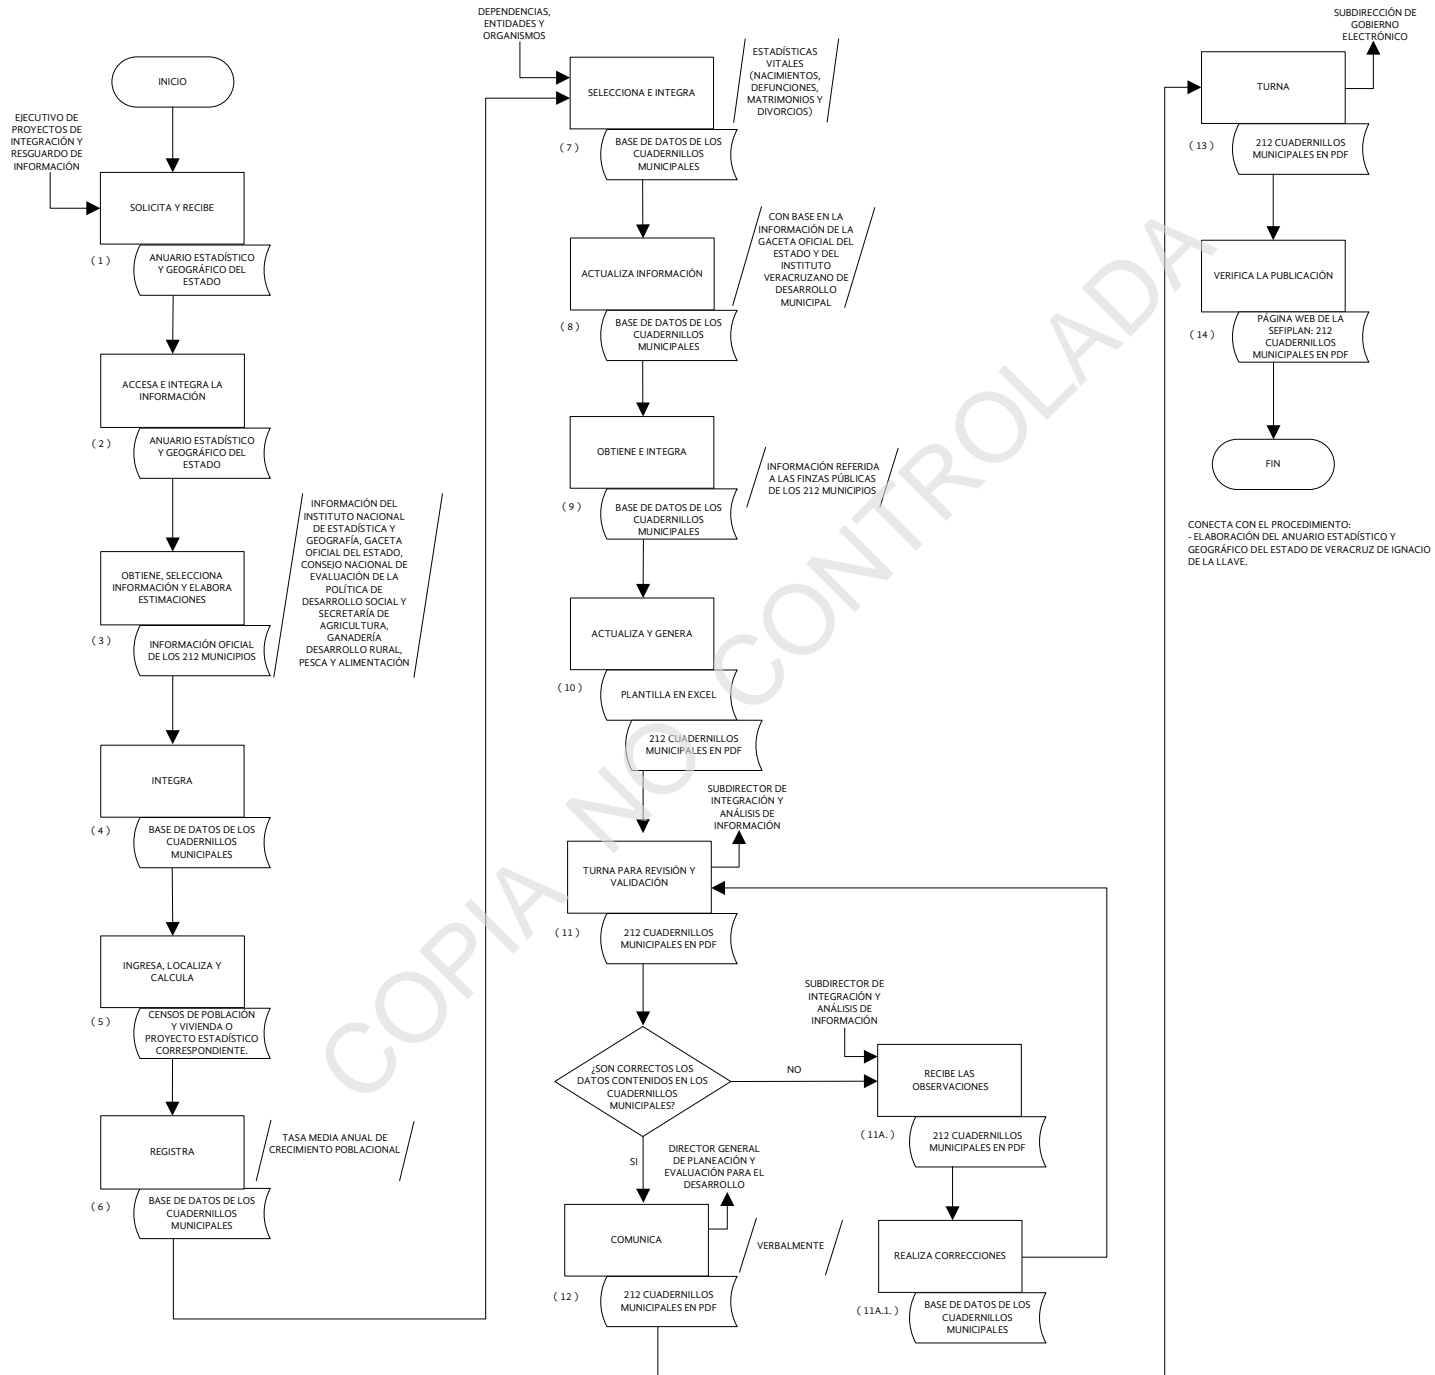 INICIO
EJECUTIVO DE
PROYECTOS DE
INTEGRACIÓN Y
RESGUARDO DE
INFORMACIÓN
SOLICITA Y RECIBE
( 1 )
ANUARIO ESTADÍSTICO
Y GEOGRÁFICO DEL
ESTADO
ACCESA E INTEGRA LA
INFORMACIÓN
( 2 )
ANUARIO ESTADÍSTICO
Y GEOGRÁFICO DEL
ESTADO
OBTIENE, SELECCIONA
INFORMACIÓN Y ELABORA
ESTIMACIONES
( 3 )
INFORMACIÓN OFICIAL
DE LOS 212 MUNICIPIOS
INFORMACIÓN DEL
INSTITUTO NACIONAL
DE ESTADÍSTICA Y
GEOGRAFÍA, GACETA
OFICIAL DEL ESTADO,
CONSEJO NACIONAL DE
EVALUACIÓN DE LA
POLÍTICA DE
DESARROLLO SOCIAL Y
SECRETARÍA DE
AGRICULTURA,
GANADERÍA
DESARROLLO RURAL,
PESCA Y ALIMENTACIÓN
INTEGRA
( 4 )
BASE DE DATOS DE LOS
CUADERNILLOS
MUNICIPALES
INGRESA, LOCALIZA Y
CALCULA
( 5 )
CENSOS DE POBLACIÓN
Y VIVIENDA O
PROYECTO ESTADÍSTICO
CORRESPONDIENTE.
REGISTRA
TASA MEDIA ANUAL DE
CRECIMIENTO POBLACIONAL
( 6 )
BASE DE DATOS DE LOS
CUADERNILLOS
MUNICIPALES
DEPENDENCIAS,
ENTIDADES Y
ORGANISMOS
SELECCIONA E INTEGRA
ESTADÍSTICAS
VITALES
(NACIMIENTOS,
DEFUNCIONES,
MATRIMONIOS Y
DIVORCIOS)
( 7 )
BASE DE DATOS DE LOS
CUADERNILLOS
MUNICIPALES
ACTUALIZA INFORMACIÓN
CON BASE EN LA
INFORMACIÓN DE LA
GACETA OFICIAL DEL
ESTADO Y DEL
INSTITUTO
VERACRUZANO DE
DESARROLLO
MUNICIPAL
( 8 )
BASE DE DATOS DE LOS
CUADERNILLOS
MUNICIPALES
OBTIENE E INTEGRA
INFORMACIÓN REFERIDA
A LAS FINZAS PÚBLICAS
DE LOS 212 MUNICIPIOS
( 9 )
BASE DE DATOS DE LOS
CUADERNILLOS
MUNICIPALES
ACTUALIZA Y GENERA
( 10 )
PLANTILLA EN EXCEL
212 CUADERNILLOS
MUNICIPALES EN PDF
SUBDIRECTOR DE
INTEGRACIÓN Y
ANÁLISIS DE
INFORMACIÓN
TURNA PARA REVISIÓN Y
VALIDACIÓN
( 11 )
212 CUADERNILLOS
MUNICIPALES EN PDF
¿SON CORRECTOS LOS
DATOS CONTENIDOS EN LOS
CUADERNILLOS
MUNICIPALES?
NO
SI
SUBDIRECTOR DE
INTEGRACIÓN Y
ANÁLISIS DE
INFORMACIÓN
RECIBE LAS
OBSERVACIONES
( 11A. )
212 CUADERNILLOS
MUNICIPALES EN PDF
REALIZA CORRECCIONES
( 11A.1. )
BASE DE DATOS DE LOS
CUADERNILLOS
MUNICIPALES
DIRECTOR GENERAL
DE PLANEACIÓN Y
EVALUACIÓN PARA EL
DESARROLLO
COMUNICA
VERBALMENTE
( 12 )
212 CUADERNILLOS
MUNICIPALES EN PDF
SUBDIRECCIÓN DE
GOBIERNO
ELECTRÓNICO
TURNA
( 13 )
212 CUADERNILLOS
MUNICIPALES EN PDF
VERIFICA LA PUBLICACIÓN
( 14 )
PÁGINA WEB DE LA
SEFIPLAN: 212
CUADERNILLOS
MUNICIPALES EN PDF
FIN
CONECTA CON EL PROCEDIMIENTO:
- ELABORACIÓN DEL ANUARIO ESTADÍSTICO Y
GEOGRÁFICO DEL ESTADO DE VERACRUZ DE IGNACIO
DE LA LLAVE.
COPIA NO CONTROLADA